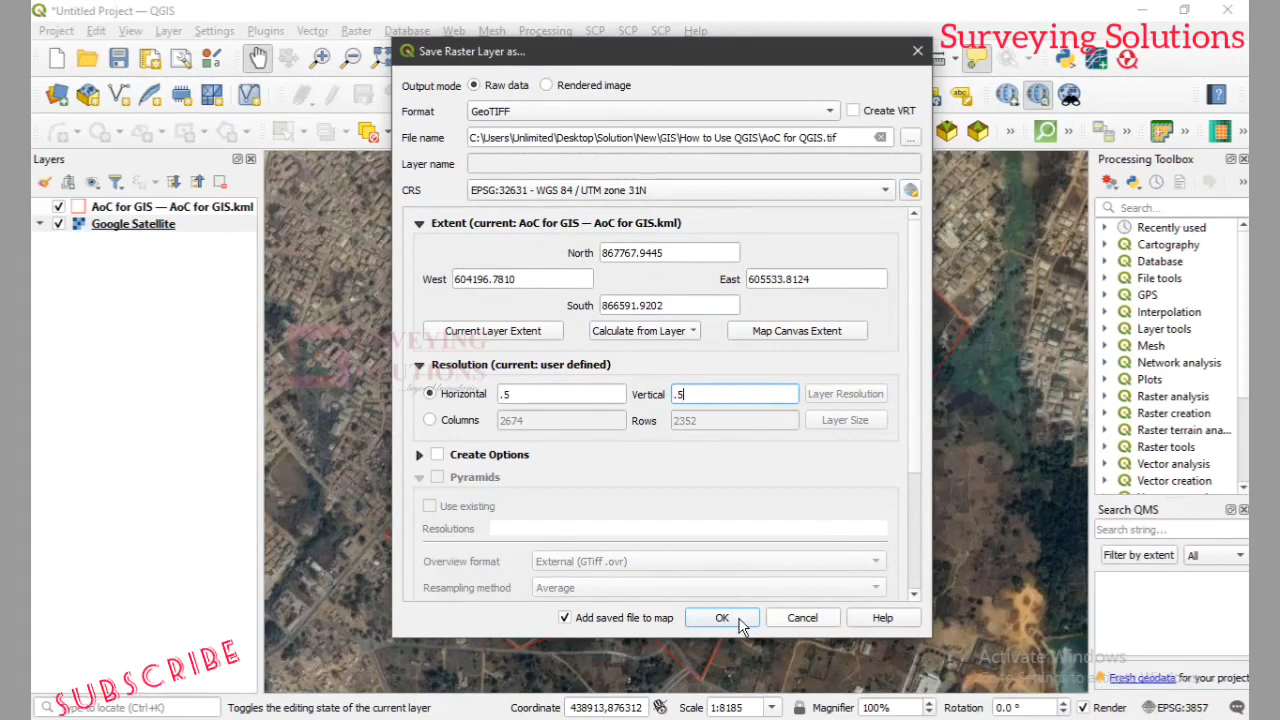 *Untitled Project — QGIS
Project Edit View Layer Settings Plugins Vector Raster Database Web Mesh Processing SCP SCP SCP Help
Surveying Solutions
Save Raster Layer as...
Output mode Raw data Rendered image
Format GeoTIFF Create VRT
File name C:\Users\Unlimited\Desktop\Solution\New\GIS\How to Use QGIS\AoC for QGIS.tif ...
Layer name
CRS EPSG:32631 - WGS 84 / UTM zone 31N
Extent (current: AoC for GIS — AoC for GIS.kml)
North 867767.9445
West 604196.7810 East 605533.8124
South 866591.9202
Current Layer Extent Calculate from Layer Map Canvas Extent
Resolution (current: user defined)
Horizontal .5 Vertical .5 Layer Resolution
Columns 2674 Rows 2352 Layer Size
Create Options
Pyramids
Use existing
Resolutions
Overview format External (GTiff .ovr)
Resampling method Average
Add saved file to map OK Cancel Help
Layers
AoC for GIS — AoC for GIS.kml
Google Satellite
Processing Toolbox
Search...
Recently used
Cartography
Database
File tools
GPS
Interpolation
Layer tools
Mesh
Network analysis
Plots
Raster analysis
Raster creation
Raster terrain ana...
Raster tools
Vector analysis
Vector creation
Search QMS
Search string...
Filter by extent All
Activate Windows
Fresh geodata for your project
SUBSCRIBE
Type to locate (Ctrl+K) Toggles the editing state of the current layer Coordinate 438913,876312 Scale 1:8185 Magnifier 100% Rotation 0.0 ° Render EPSG:3857